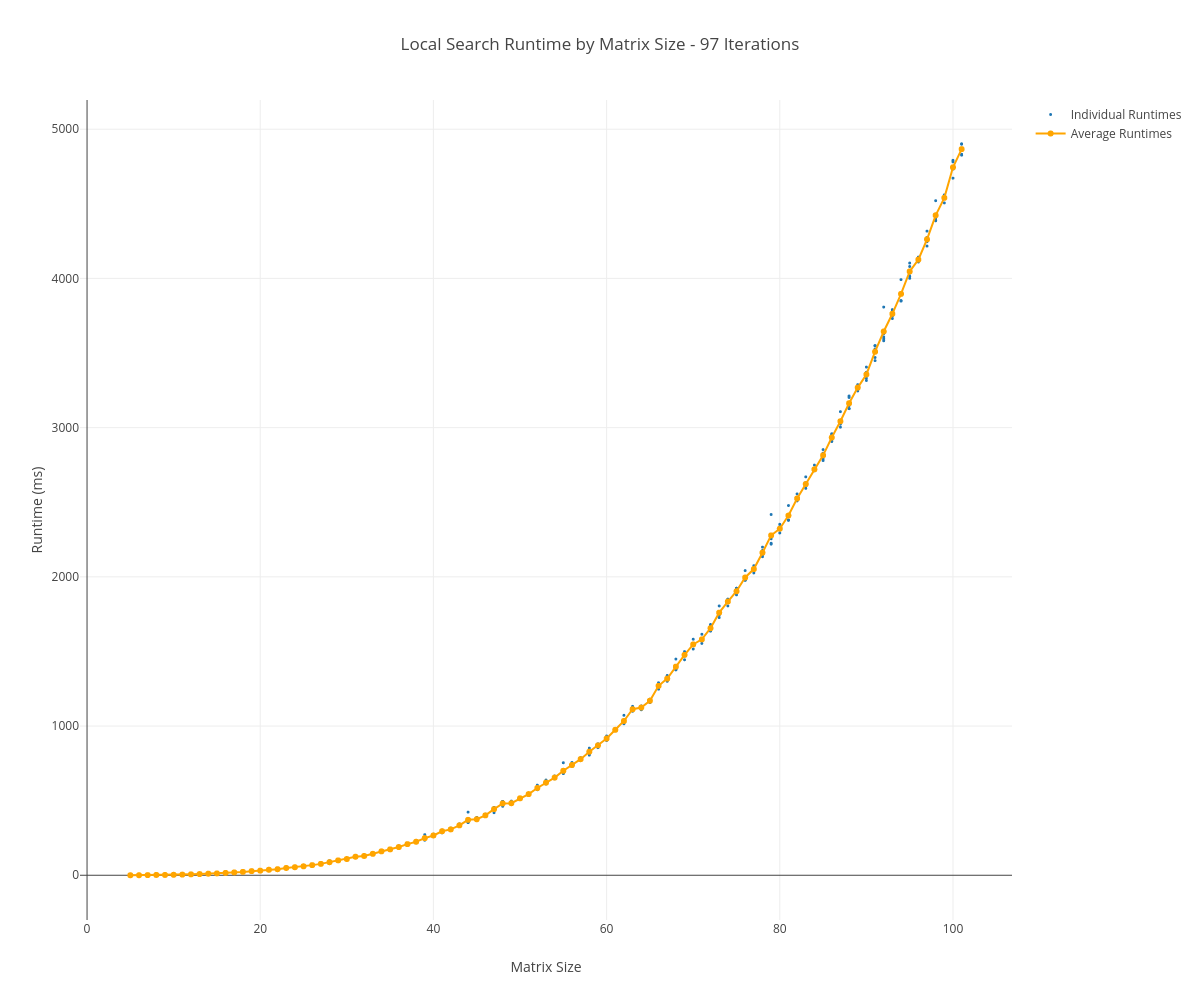 Local Search Runtime by Matrix Size - 97 Iterations
Individual Runtimes
Average Runtimes
5000
4000
3000
2000
1000
0
Runtime (ms)
0 20 40 60 80 100
Matrix Size